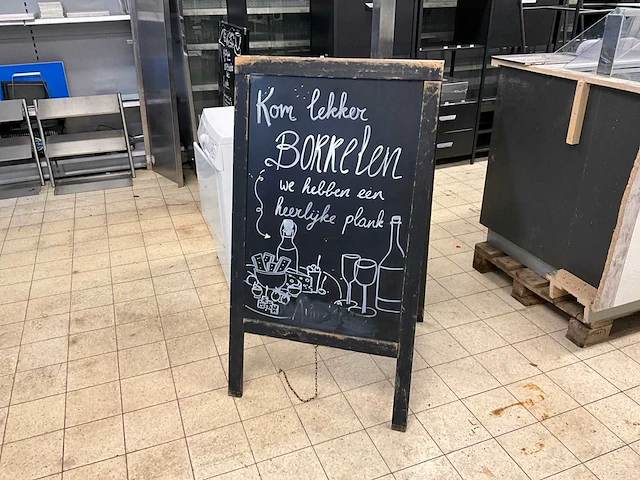 Kom lekker
BORRELEN
we hebben een
heerlijke plank